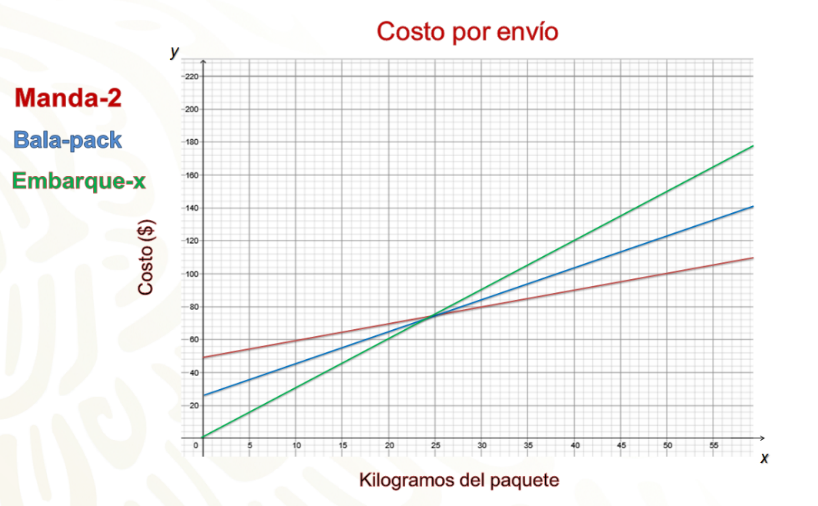 Costo por envío
y
Manda-2
Bala-pack
Embarque-x
Costo ($)
220
200
180
160
140
120
100
80
60
40
20
0 5 10 15 20 25 30 35 40 45 50 55
x
Kilogramos del paquete